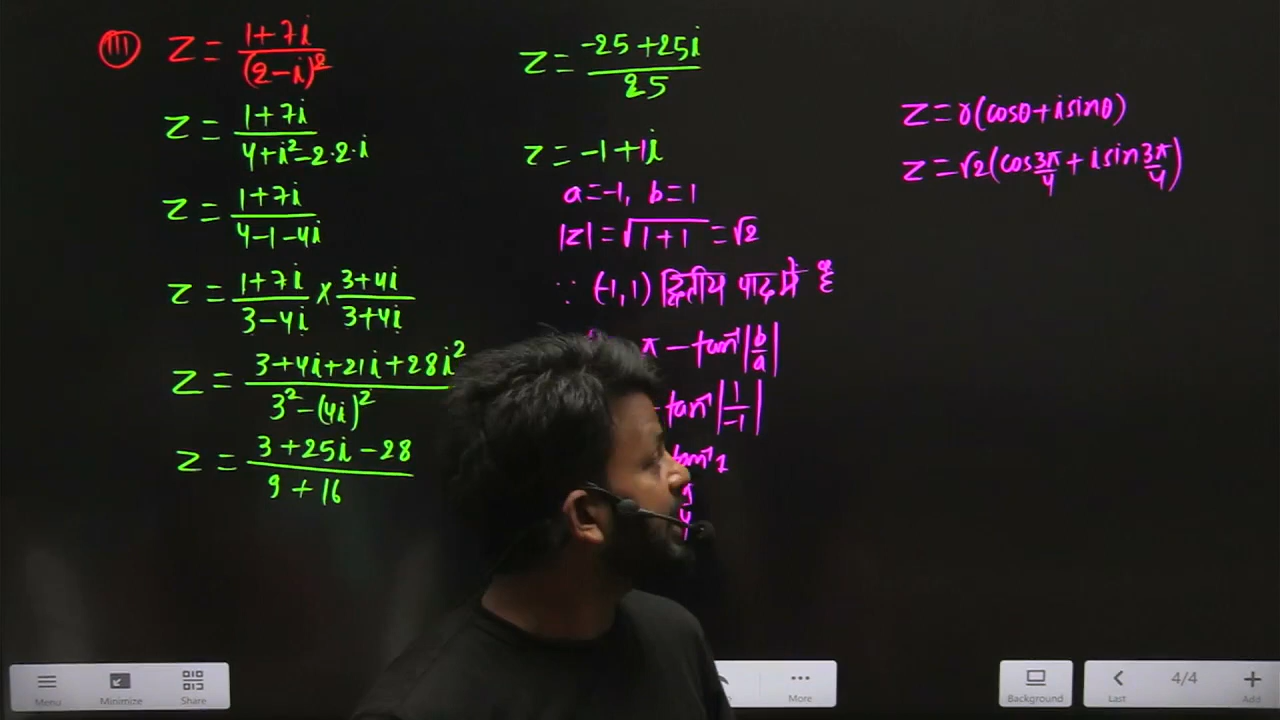 (III) Z = (1+7i)/(2-i)²
Z = (1+7i)/(4+i²-2·2·i)
Z = (1+7i)/(4-1-4i)
Z = (1+7i)/(3-4i) × (3+4i)/(3+4i)
Z = (3+4i+21i+28i²)/(3²-(4i)²)
Z = (3+25i-28)/(9+16)
Z = (-25+25i)/25
Z = -1+1i
a=-1, b=1
|Z| = √(1+1) = √2
∵ (-1,1) द्वितीय पाद में है
π - tan⁻¹|b/a|
- tan⁻¹|1/-1|
tan⁻¹1
4
Z = r(cosθ+isinθ)
Z = √2(cos3π/4 + isin3π/4)
Menu
Minimize
Share
More
Background
Last
4/4
Add